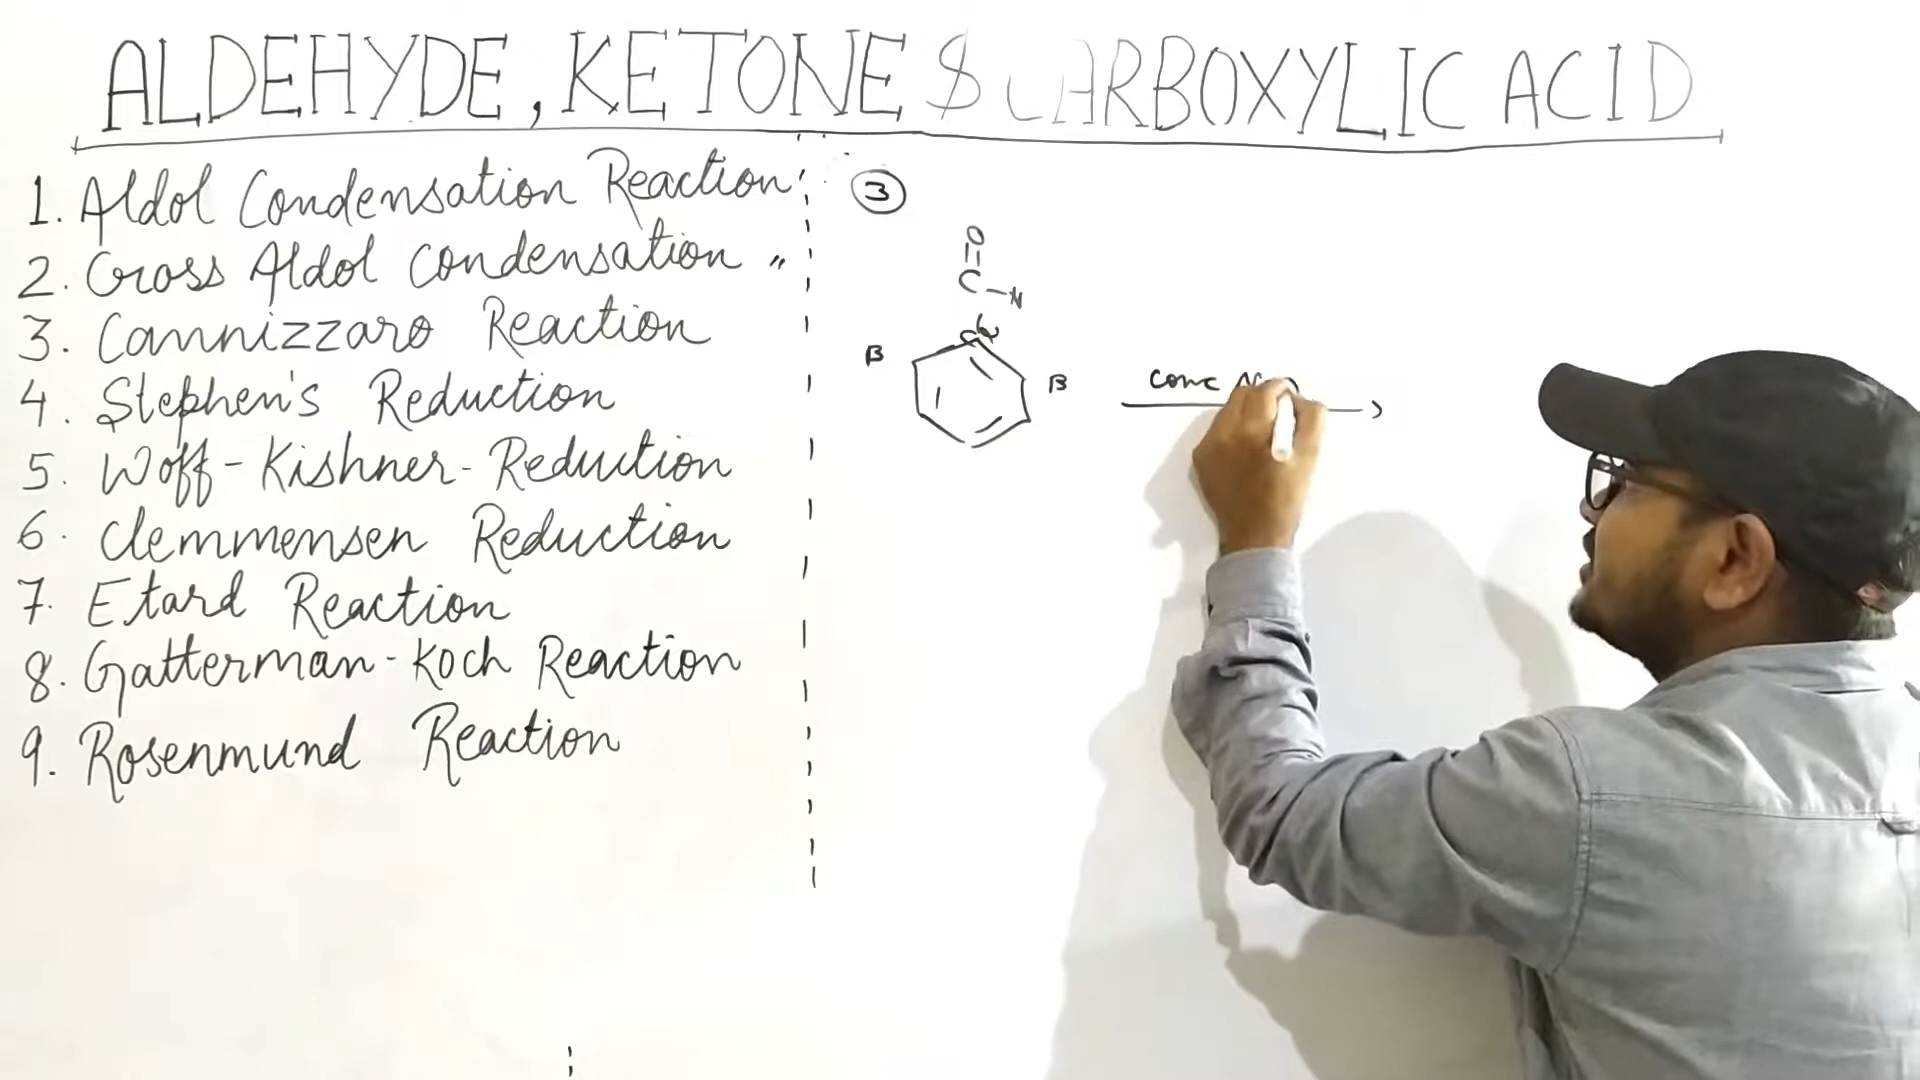 ALDEHYDE, KETONE $ CARBOXYLIC ACID
1. Aldol Condensation Reaction
2. Cross Aldol condensation "
3. Cannizzaro Reaction
4. Stephen's Reduction
5. Woff-Kishner-Reduction
6. Clemmensen Reduction
7. Etard Reaction
8. Gatterman-Koch Reaction
9. Rosenmund Reaction
3
O
C-H
α
β
β
conc